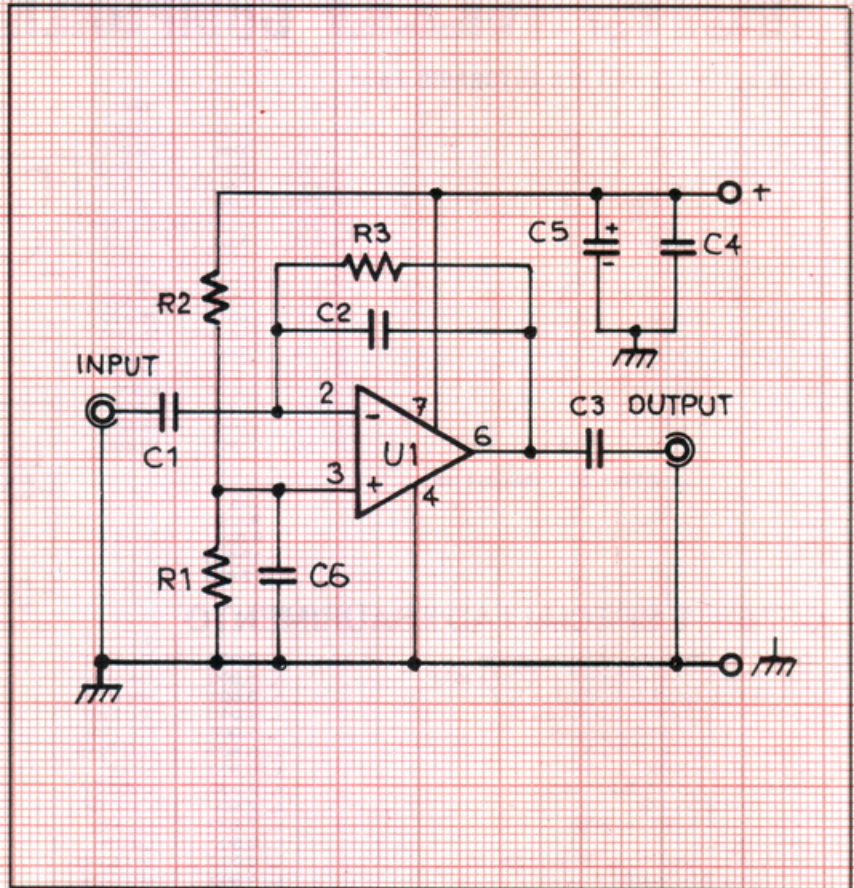 +
R3
C5 + - C4
R2
C2
INPUT
2 - 7
C3 OUTPUT
C1
U1
6
3 +
4
R1
C6